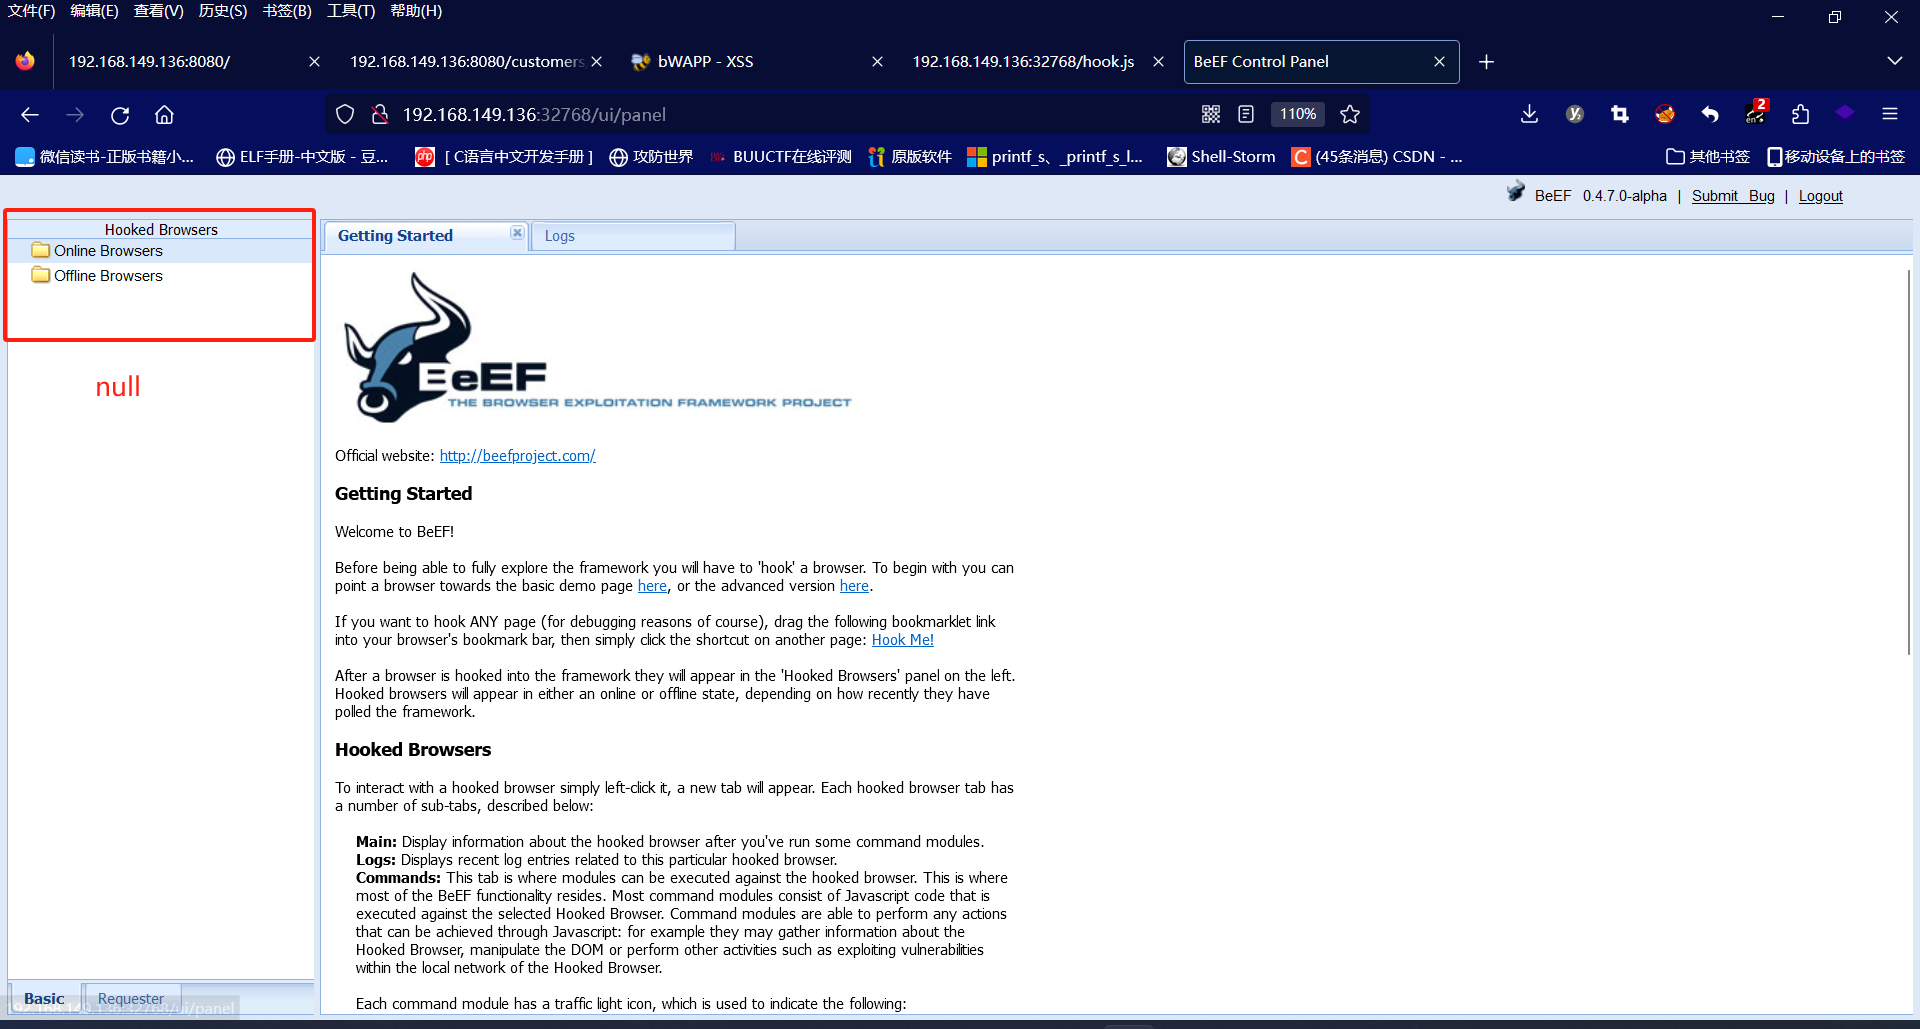 文件(F) 编辑(E) 查看(V) 历史(S) 书签(B) 工具(T) 帮助(H)
192.168.149.136:8080/ 192.168.149.136:8080/customers bWAPP - XSS 192.168.149.136:32768/hook.js BeEF Control Panel
192.168.149.136:32768/ui/panel 110% 2
微信读书-正版书籍小... ELF手册-中文版 - 豆... [ C语言中文开发手册 ] 攻防世界 BUUCTF在线评测 原版软件 printf_s、_printf_s_l... Shell-Storm (45条消息) CSDN - ... 其他书签 移动设备上的书签
BeEF 0.4.7.0-alpha | Submit Bug | Logout
Hooked Browsers
Online Browsers
Offline Browsers
null
Getting Started Logs
BeEF
THE BROWSER EXPLOITATION FRAMEWORK PROJECT
Official website: http://beefproject.com/
Getting Started
Welcome to BeEF!
Before being able to fully explore the framework you will have to 'hook' a browser. To begin with you can
point a browser towards the basic demo page here, or the advanced version here.
If you want to hook ANY page (for debugging reasons of course), drag the following bookmarklet link
into your browser's bookmark bar, then simply click the shortcut on another page: Hook Me!
After a browser is hooked into the framework they will appear in the 'Hooked Browsers' panel on the left.
Hooked browsers will appear in either an online or offline state, depending on how recently they have
polled the framework.
Hooked Browsers
To interact with a hooked browser simply left-click it, a new tab will appear. Each hooked browser tab has
a number of sub-tabs, described below:
Main: Display information about the hooked browser after you've run some command modules.
Logs: Displays recent log entries related to this particular hooked browser.
Commands: This tab is where modules can be executed against the hooked browser. This is where
most of the BeEF functionality resides. Most command modules consist of Javascript code that is
executed against the selected Hooked Browser. Command modules are able to perform any actions
that can be achieved through Javascript: for example they may gather information about the
Hooked Browser, manipulate the DOM or perform other activities such as exploiting vulnerabilities
within the local network of the Hooked Browser.
Each command module has a traffic light icon, which is used to indicate the following:
Basic Requester
192.168.149.136:32768/ui/panel